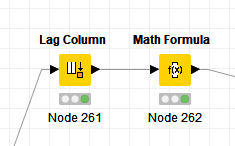 Lag Column
Math Formula
f(x)
Node 261
Node 262